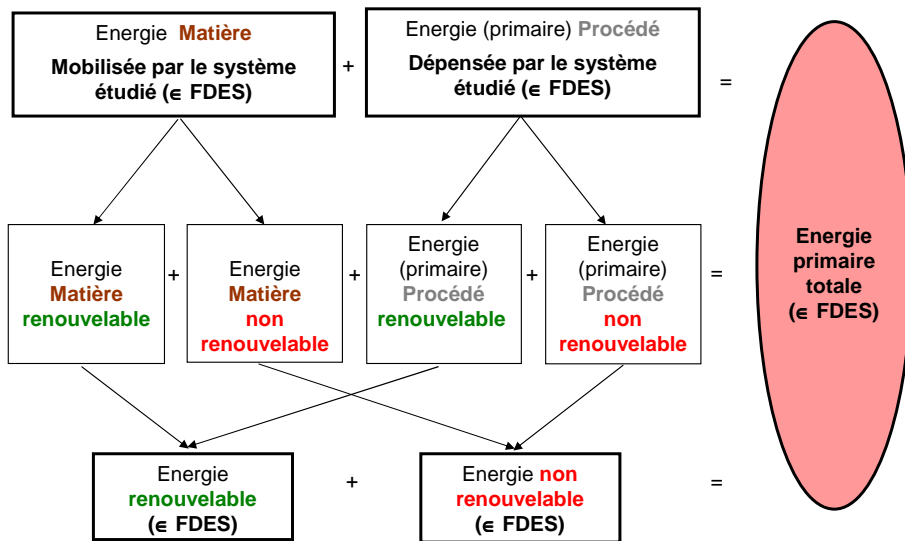 Energie Matière
Mobilisée par le système
étudié (∈ FDES)
+
Energie (primaire) Procédé
Dépensée par le système
étudié (∈ FDES)
=
Energie
Matière
renouvelable
+
Energie
Matière
non
renouvelable
+
Energie
(primaire)
Procédé
renouvelable
+
Energie
(primaire)
Procédé
non
renouvelable
=
Energie
primaire
totale
(∈ FDES)
Energie
renouvelable
(∈ FDES)
+
Energie non
renouvelable
(∈ FDES)
=